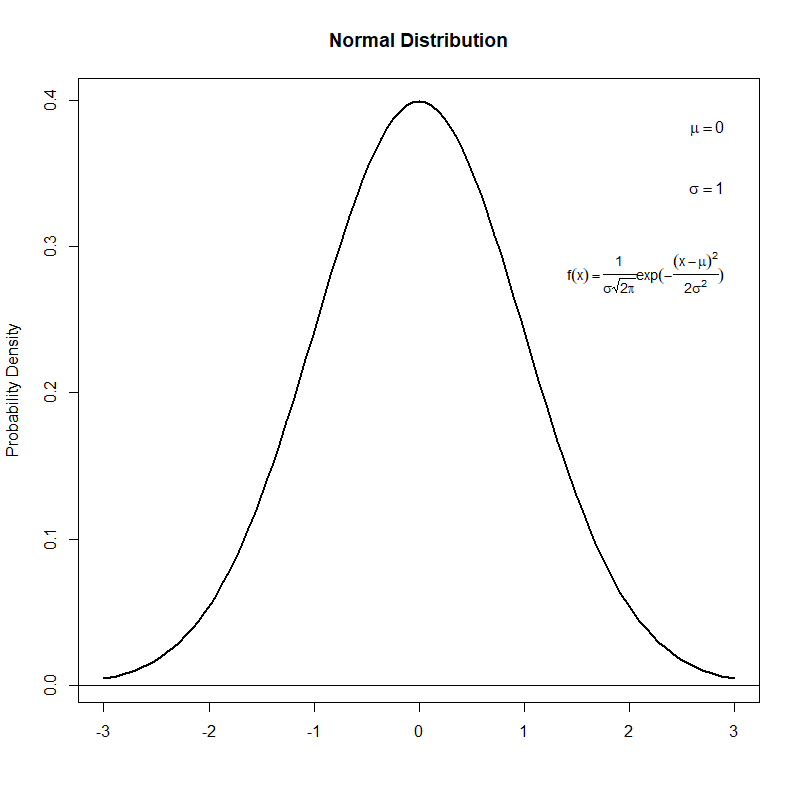 Normal Distribution
0.4
μ = 0
σ = 1
0.3
f(x) = 1/(σ√2π) exp(−(x − μ)²/2σ²)
Probability Density
0.2
0.1
0.0
-3 -2 -1 0 1 2 3